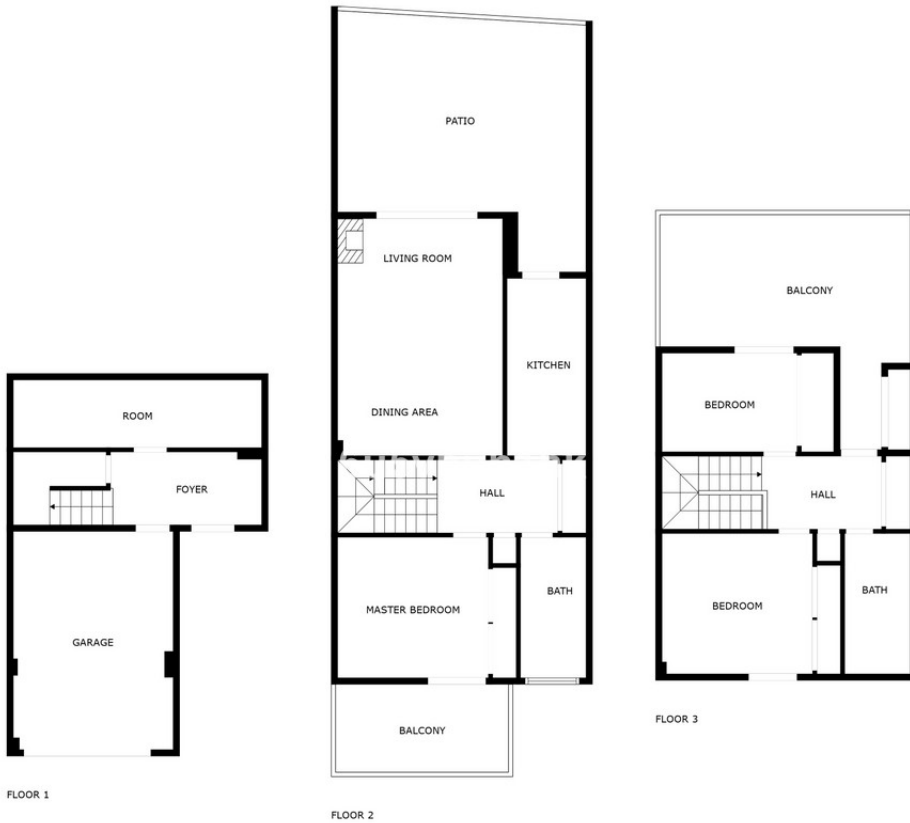 ROOM
FOYER
GARAGE
FLOOR 1
PATIO
LIVING ROOM
KITCHEN
DINING AREA
HALL
MASTER BEDROOM
BATH
BALCONY
FLOOR 2
BALCONY
BEDROOM
HALL
BEDROOM
BATH
FLOOR 3